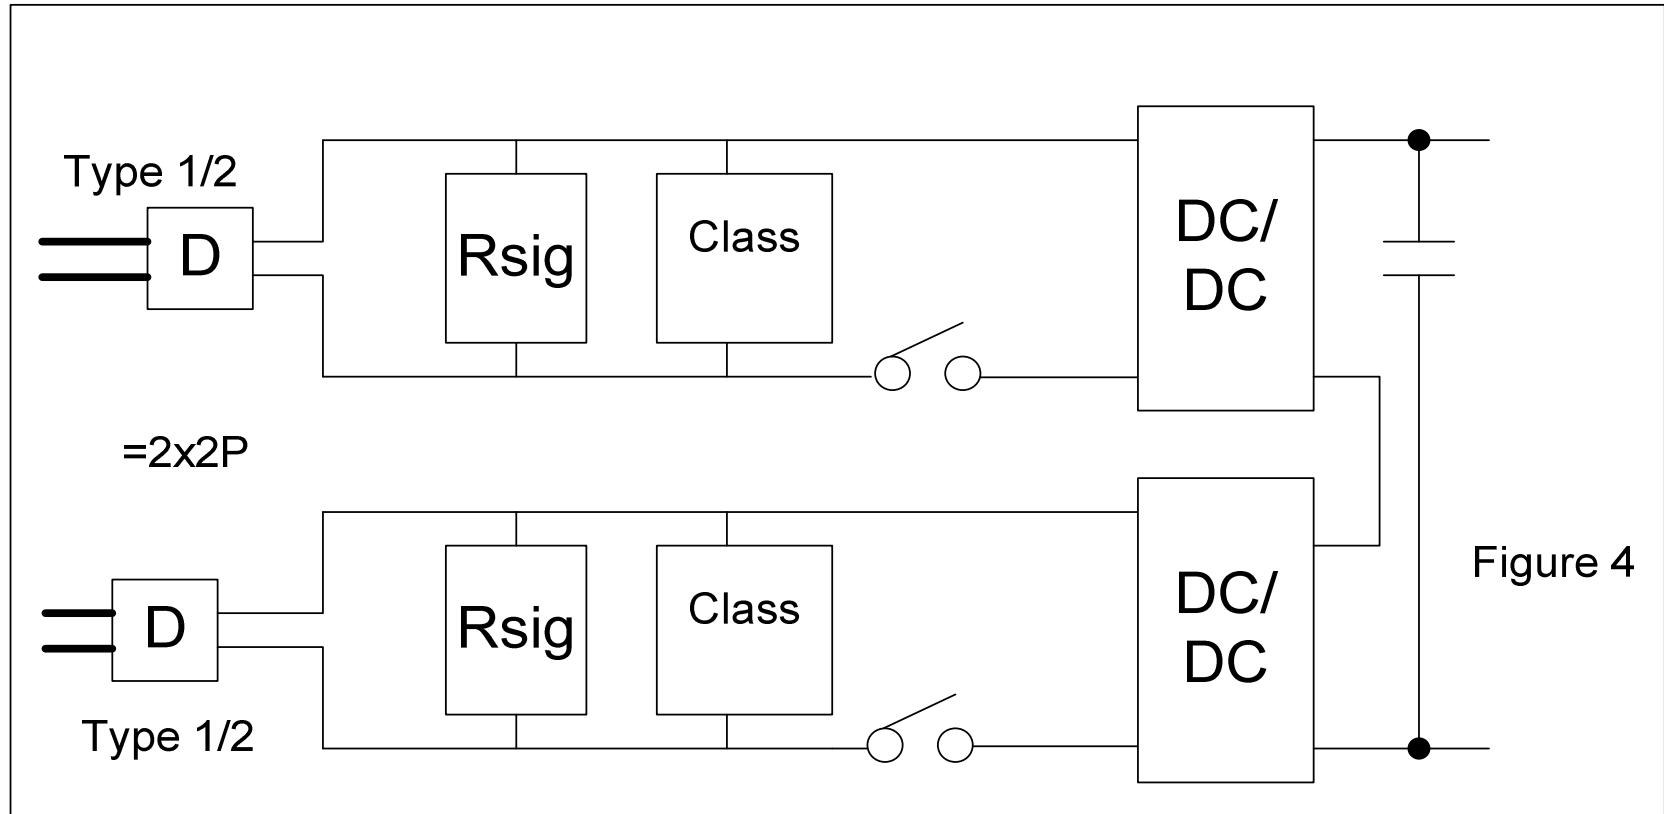 Type 1/2
D
Rsig
Class
DC/
DC
=2x2P
D
Rsig
Class
DC/
DC
Figure 4
Type 1/2